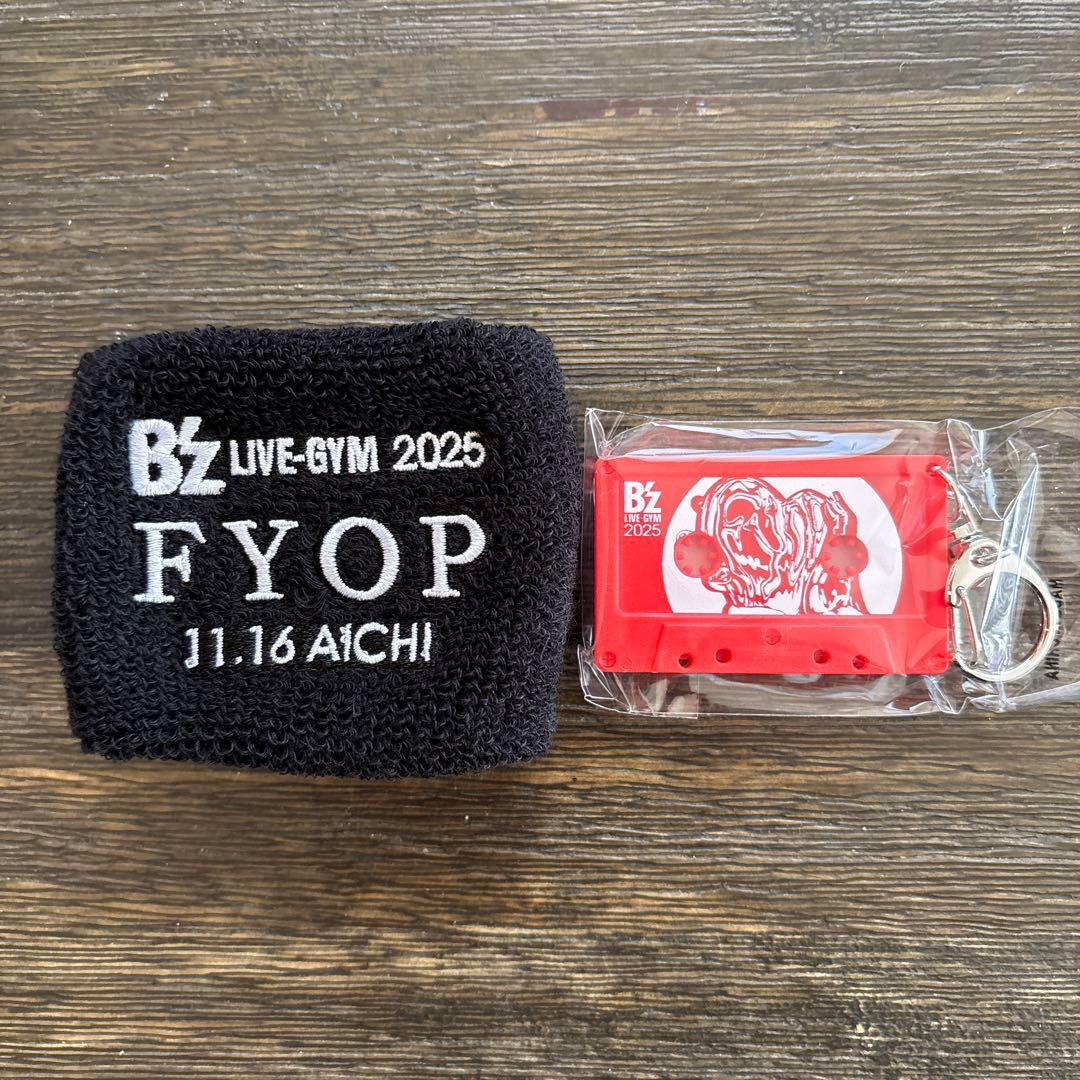 B'z LIVE-GYM 2025
FYOP
11.16 AICHI
B'z
LIVE-GYM
2025